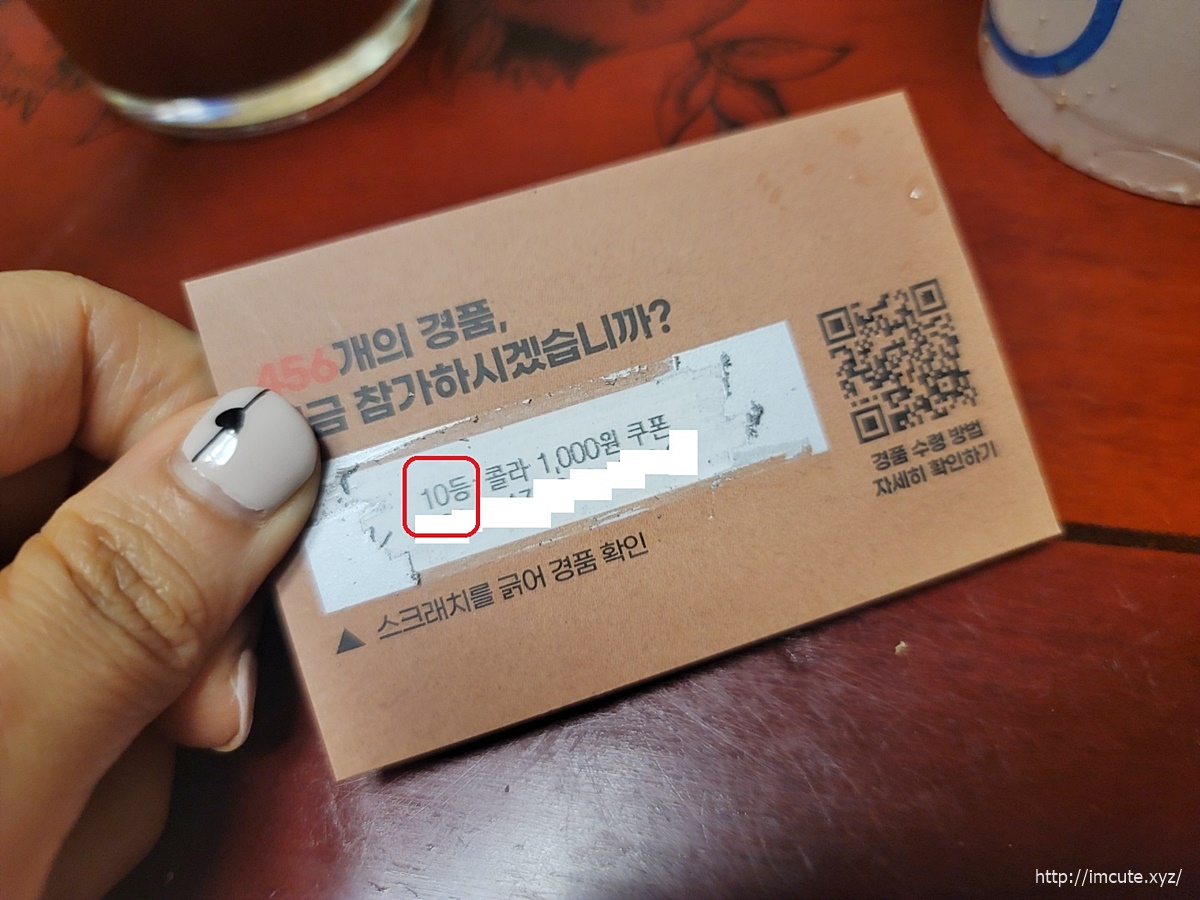 456개의 경품,
금 참가하시겠습니까?
10등 콜라 1,000원 쿠폰
▲ 스크래치를 긁어 경품 확인
경품 수령 방법
자세히 확인하기
http://imcute.xyz/